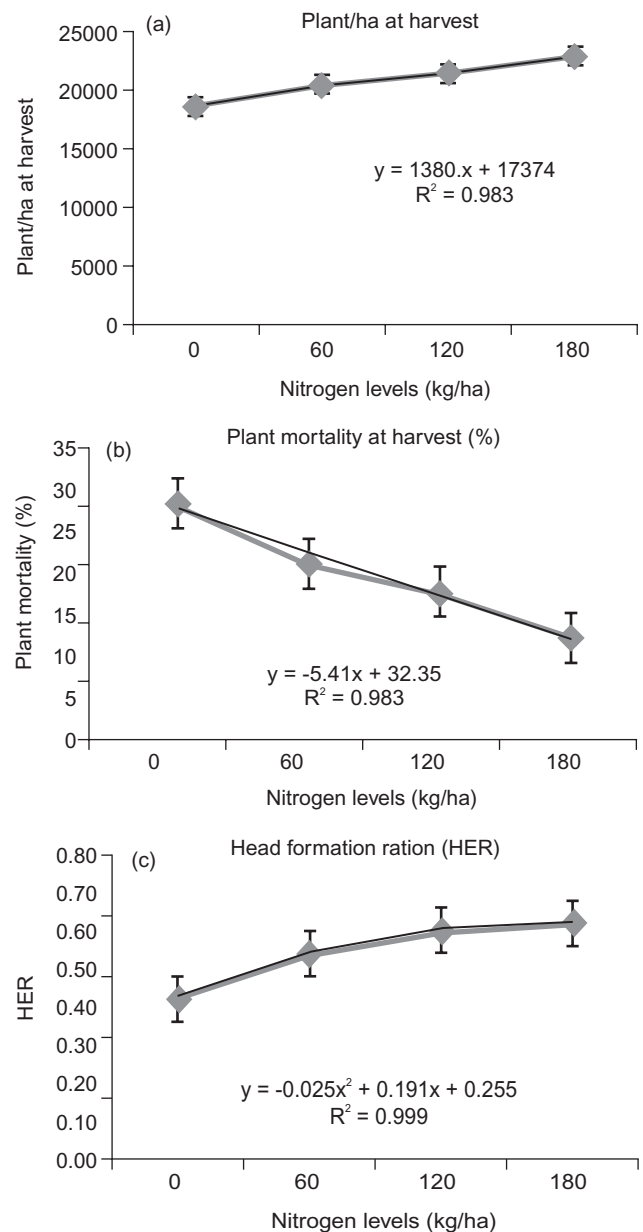 (a)
Plant/ha at harvest
25000
20000
15000
10000
5000
0
Plant/ha at harvest
y = 1380.x + 17374
R² = 0.983
0 60 120 180
Nitrogen levels (kg/ha)
(b)
Plant mortality at harvest (%)
35
30
25
20
15
10
5
0
Plant mortality (%)
y = -5.41x + 32.35
R² = 0.983
0 60 120 180
Nitrogen levels (kg/ha)
(c)
Head formation ration (HER)
0.80
0.70
0.60
0.50
0.40
0.30
0.20
0.10
0.00
HER
y = -0.025x² + 0.191x + 0.255
R² = 0.999
0 60 120 180
Nitrogen levels (kg/ha)